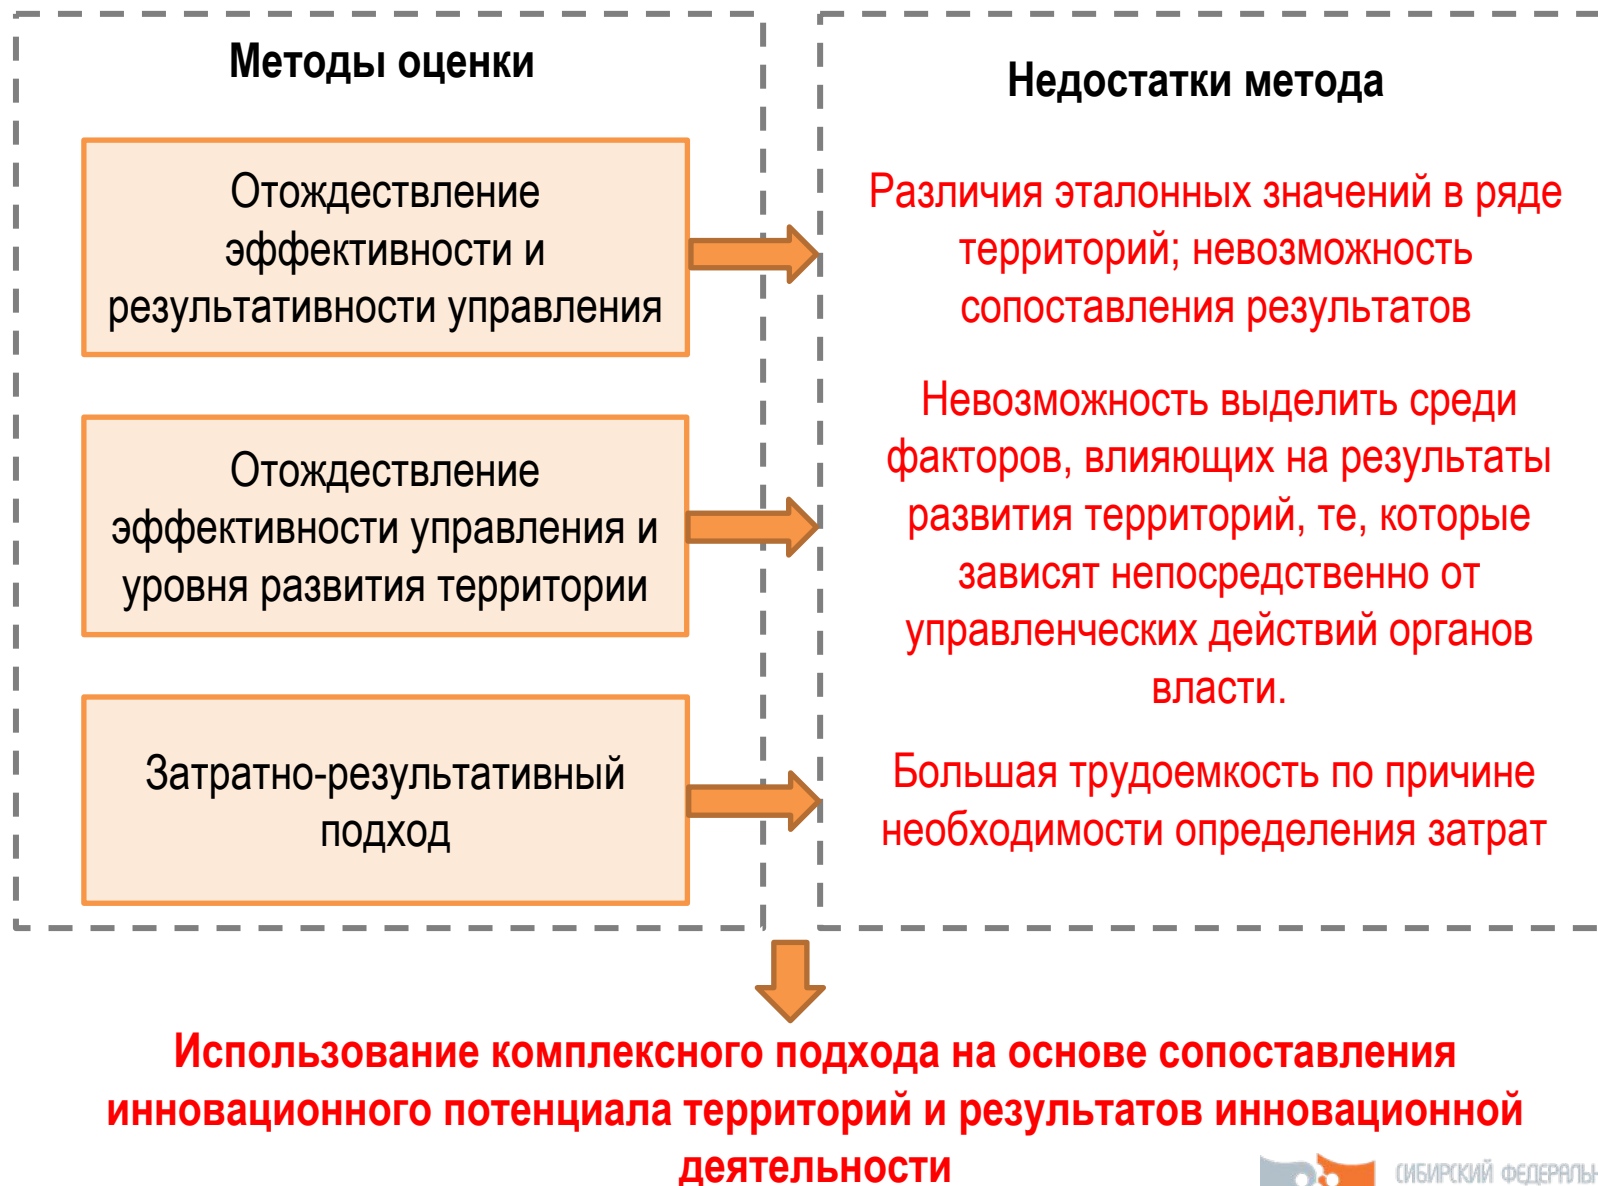 Методы оценки
Отождествление
эффективности и
результативности управления
Отождествление
эффективности управления и
уровня развития территории
Затратно-результативный
подход
Недостатки метода
Различия эталонных значений в ряде
территорий; невозможность
сопоставления результатов
Невозможность выделить среди
факторов, влияющих на результаты
развития территорий, те, которые
зависят непосредственно от
управленческих действий органов
власти.
Большая трудоемкость по причине
необходимости определения затрат
Использование комплексного подхода на основе сопоставления
инновационного потенциала территорий и результатов инновационной
деятельности
СИБИРСКИЙ